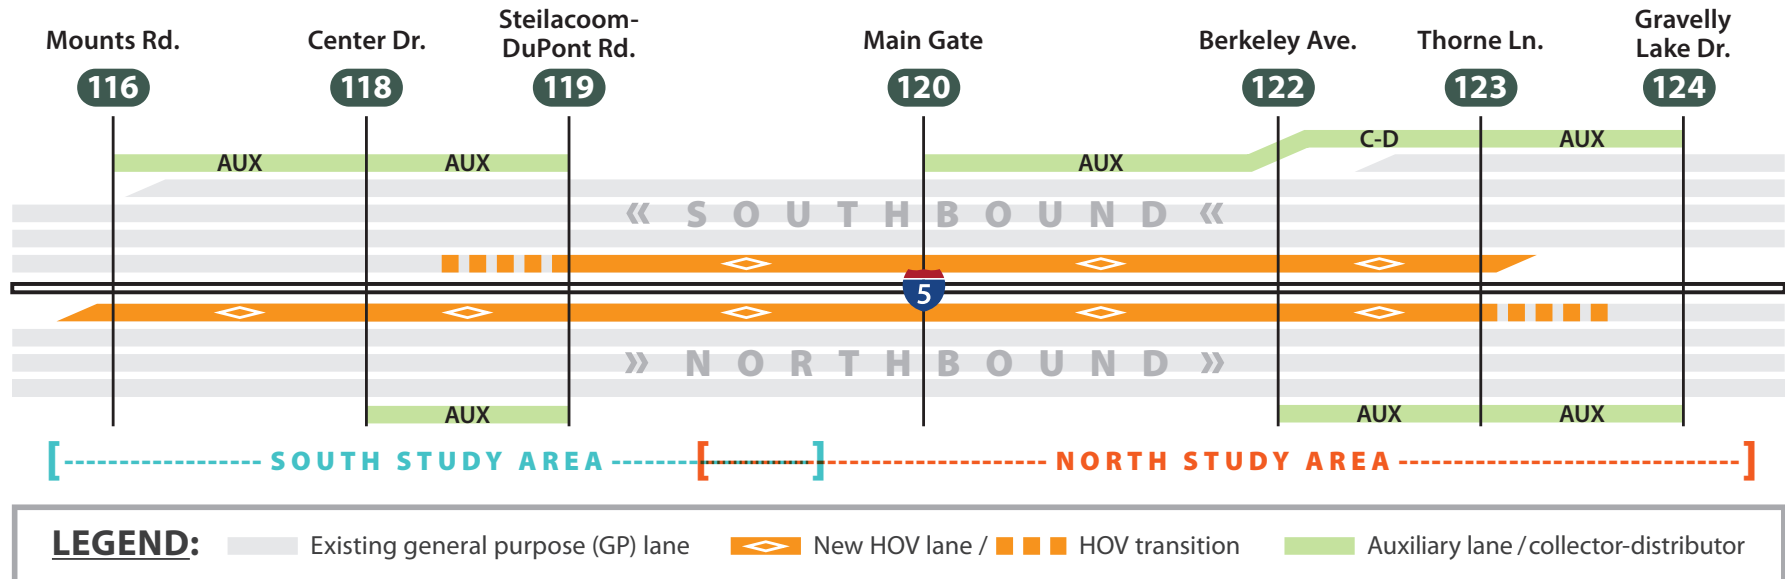 Mounts Rd.
Center Dr.
Steilacoom-
DuPont Rd.
Main Gate
Berkeley Ave.
Thorne Ln.
Gravelly
Lake Dr.
116
118
119
120
122
123
124
AUX
AUX
AUX
C-D
AUX
« SOUTHBOUND «
5
» NORTHBOUND »
AUX
AUX
AUX
SOUTH STUDY AREA
NORTH STUDY AREA
LEGEND:
Existing general purpose (GP) lane
New HOV lane /
HOV transition
Auxiliary lane / collector-distributor